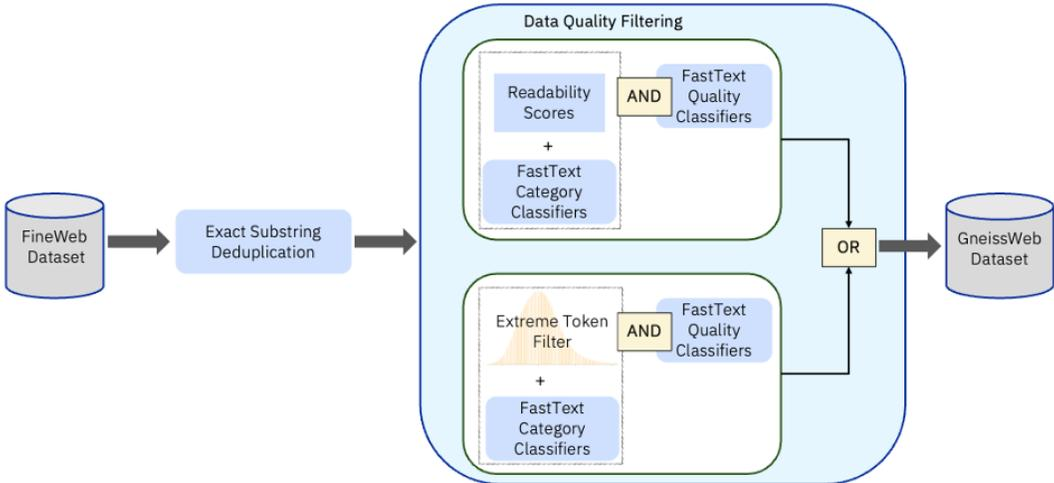 Data Quality Filtering
FineWeb
Dataset
Exact Substring
Deduplication
Readability
Scores
+
FastText
Category
Classifiers
AND
FastText
Quality
Classifiers
Extreme Token
Filter
+
FastText
Category
Classifiers
AND
FastText
Quality
Classifiers
OR
GneissWeb
Dataset